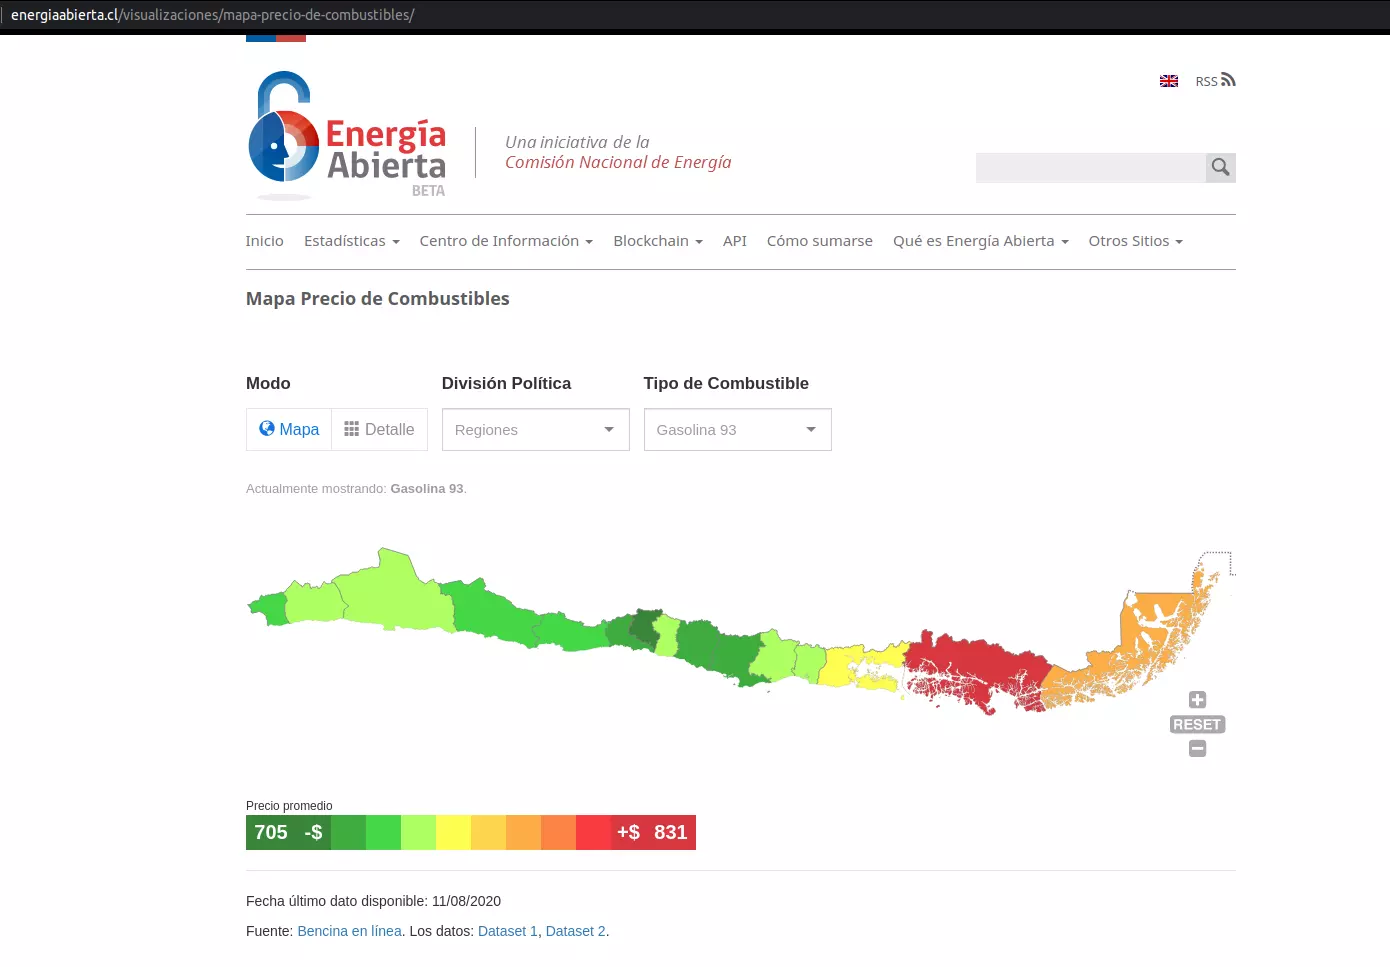 energiaabierta.cl/visualizaciones/mapa-precio-de-combustibles/
RSS
Energía
Abierta
BETA
Una iniciativa de la
Comisión Nacional de Energía
Inicio Estadísticas Centro de Información Blockchain API Cómo sumarse Qué es Energía Abierta Otros Sitios
Mapa Precio de Combustibles
Modo División Política Tipo de Combustible
Mapa Detalle Regiones Gasolina 93
Actualmente mostrando: Gasolina 93.
RESET
Precio promedio
705 -$ +$ 831
Fecha último dato disponible: 11/08/2020
Fuente: Bencina en línea. Los datos: Dataset 1, Dataset 2.